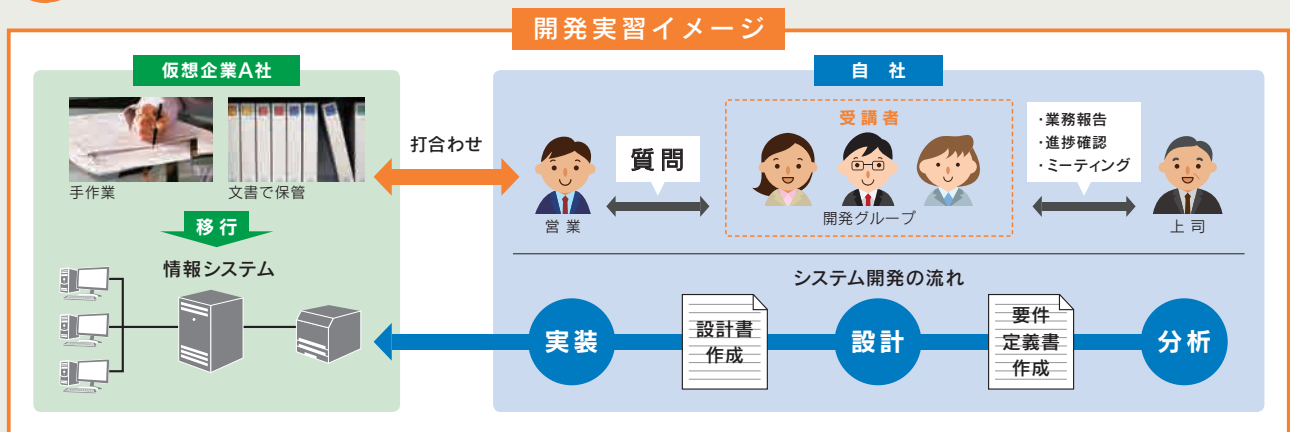 開発実習イメージ
仮想企業A社
手作業
文書で保管
移行
情報システム
打合わせ
自 社
営業
質問
受講者
開発グループ
・業務報告
・進捗確認
・ミーティング
上司
システム開発の流れ
実装
設計書
作成
設計
要件
定義書
作成
分析